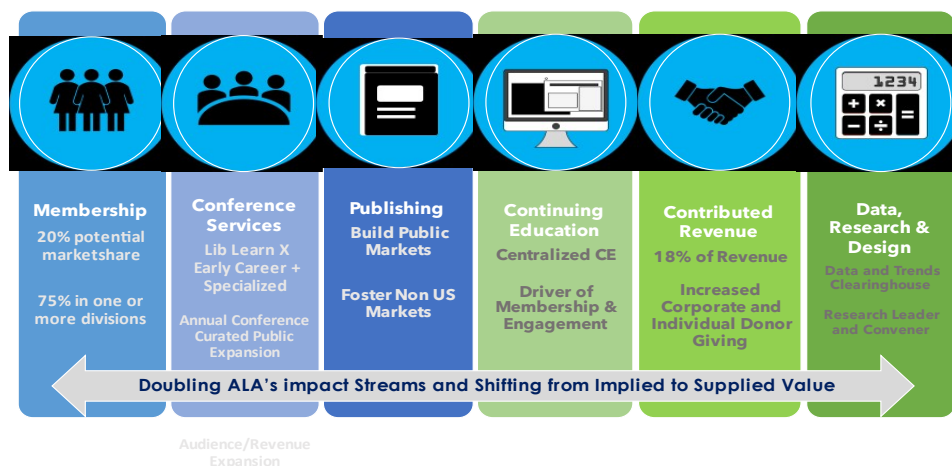 1234
Membership
20% potential
marketshare
75% in one or
more divisions
Conference
Services
Lib Learn X
Early Career +
Specialized
Annual Conference
Curated Public
Expansion
Audience/Revenue
Expansion
Publishing
Build Public
Markets
Foster Non US
Markets
Continuing
Education
Centralized CE
Driver of
Membership &
Engagement
Contributed
Revenue
18% of Revenue
Increased
Corporate and
Individual Donor
Giving
Data,
Research &
Design
Data and Trends
Clearinghouse
Research Leader
and Convener
Doubling ALA's impact Streams and Shifting from Implied to Supplied Value